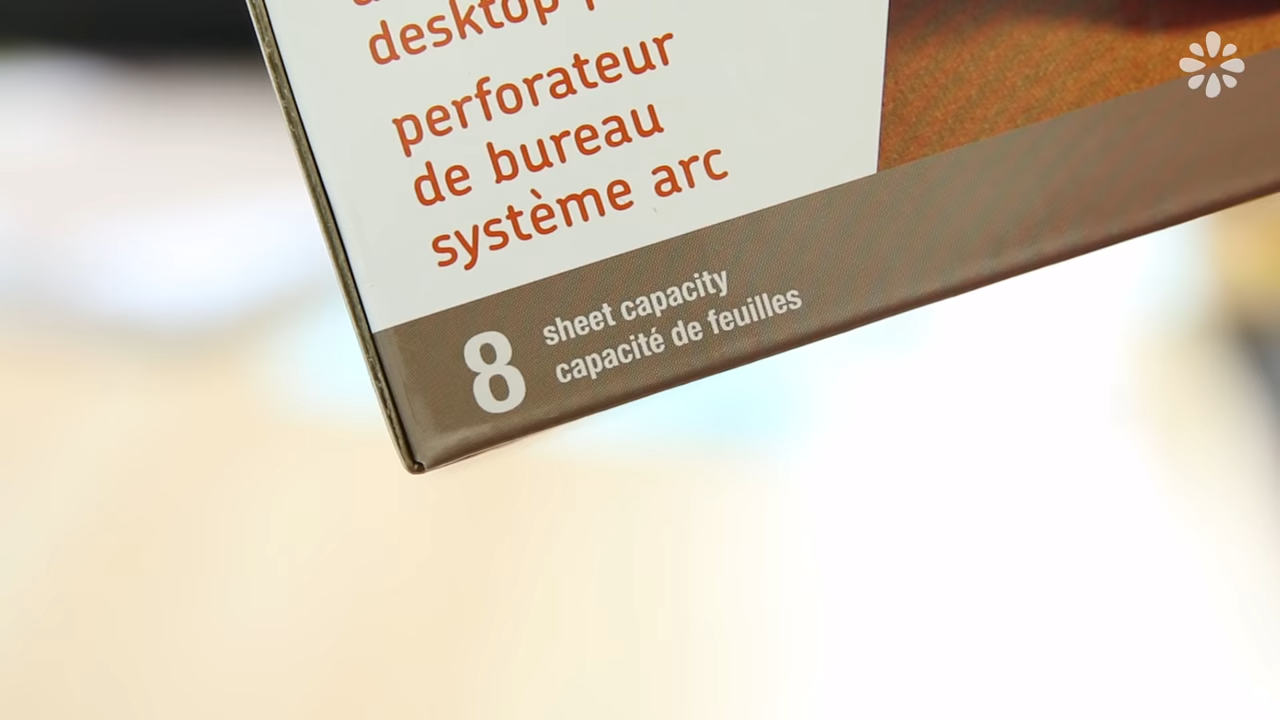 desktop
perforateur
de bureau
système arc
8
sheet capacity
capacité de feuilles